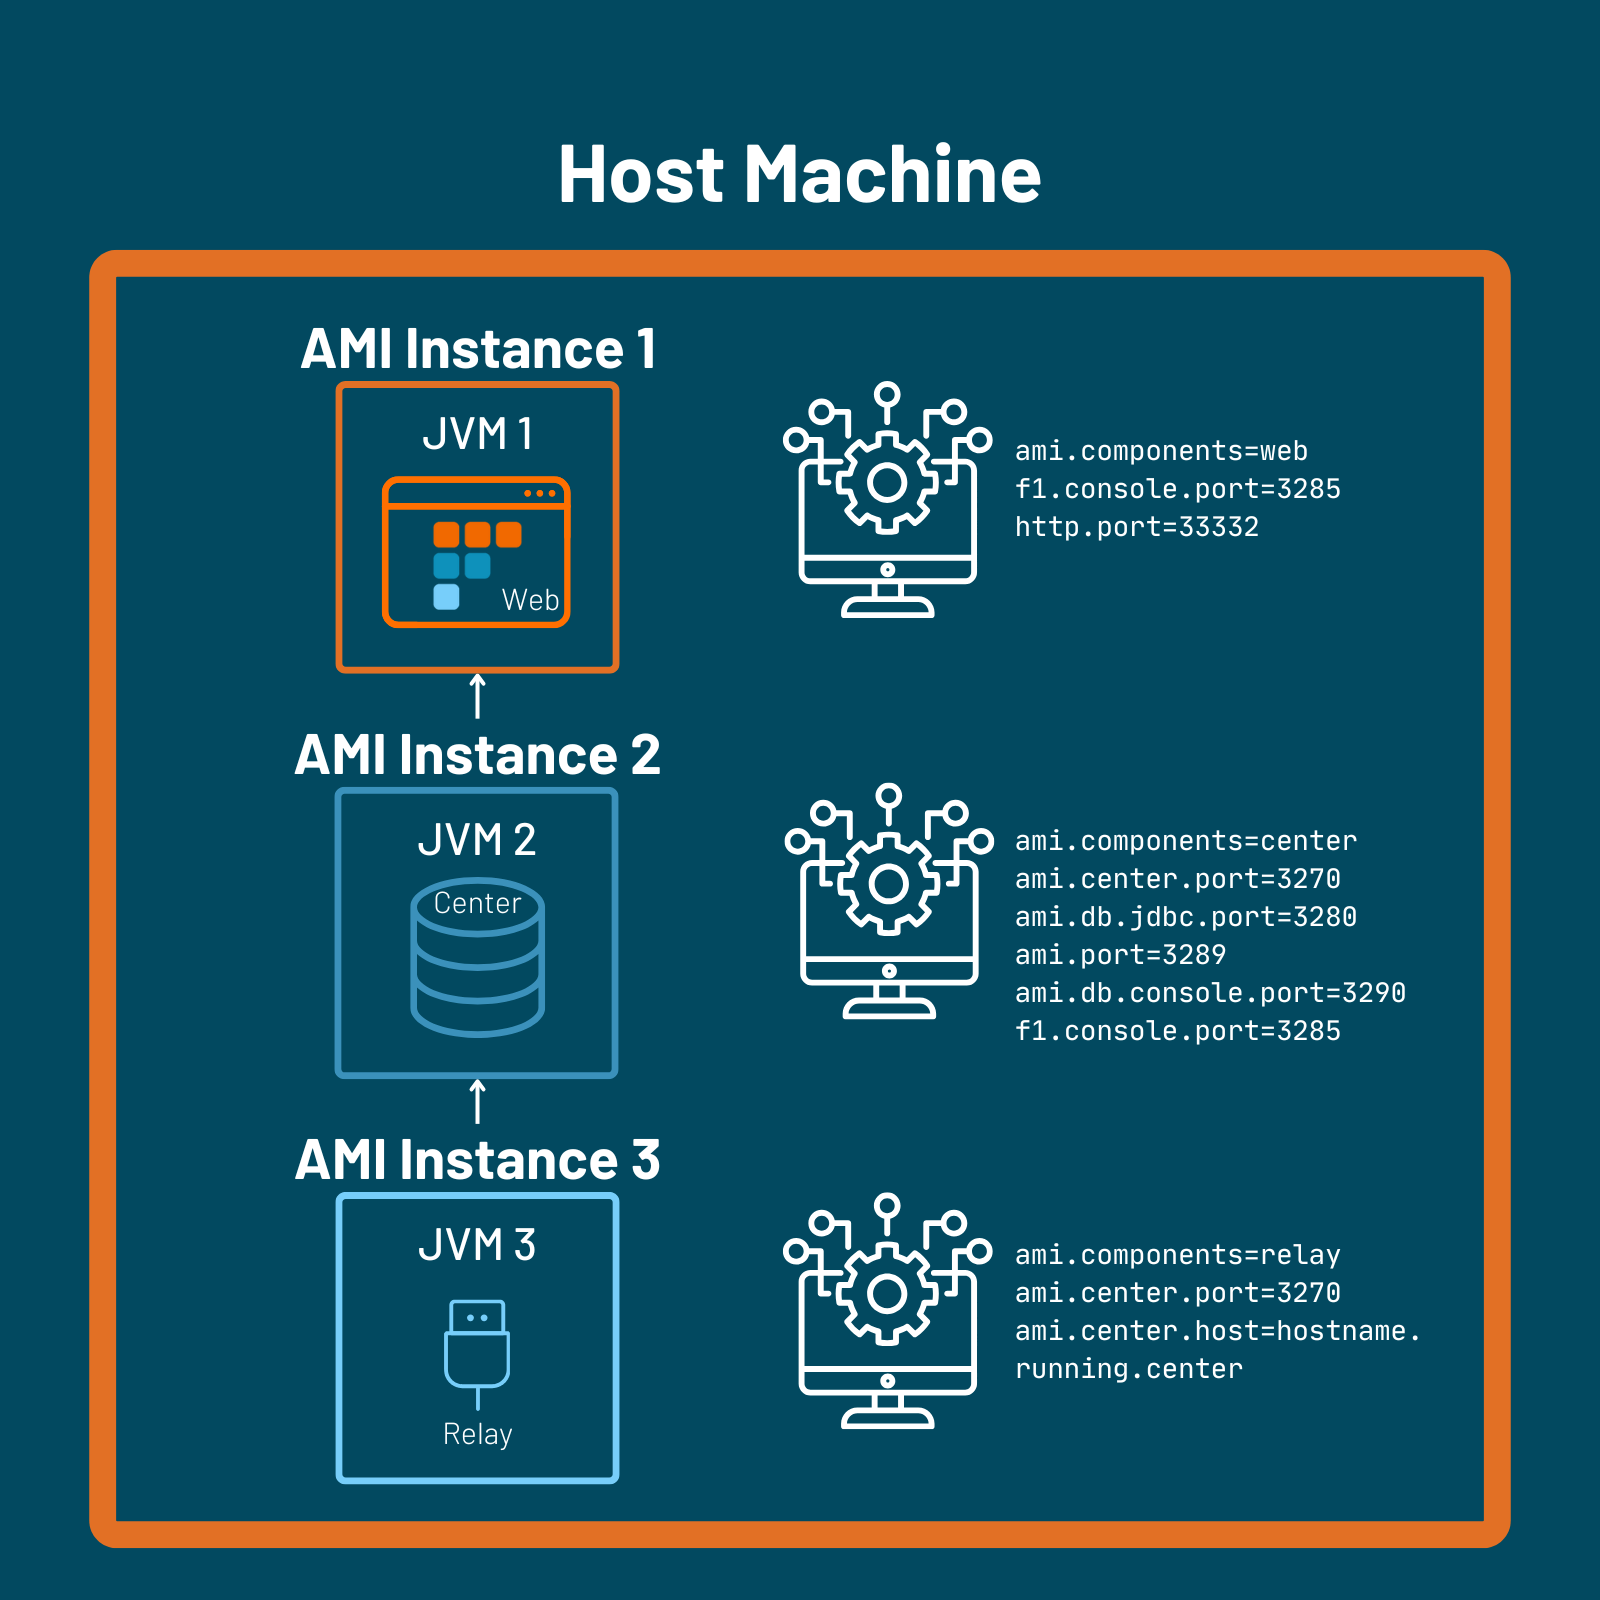 Host Machine
AMI Instance 1
JVM 1
Web
ami.components=web
f1.console.port=3285
http.port=33332
AMI Instance 2
JVM 2
Center
ami.components=center
ami.center.port=3270
ami.db.jdbc.port=3280
ami.port=3289
ami.db.console.port=3290
f1.console.port=3285
AMI Instance 3
JVM 3
Relay
ami.components=relay
ami.center.port=3270
ami.center.host=hostname.
running.center